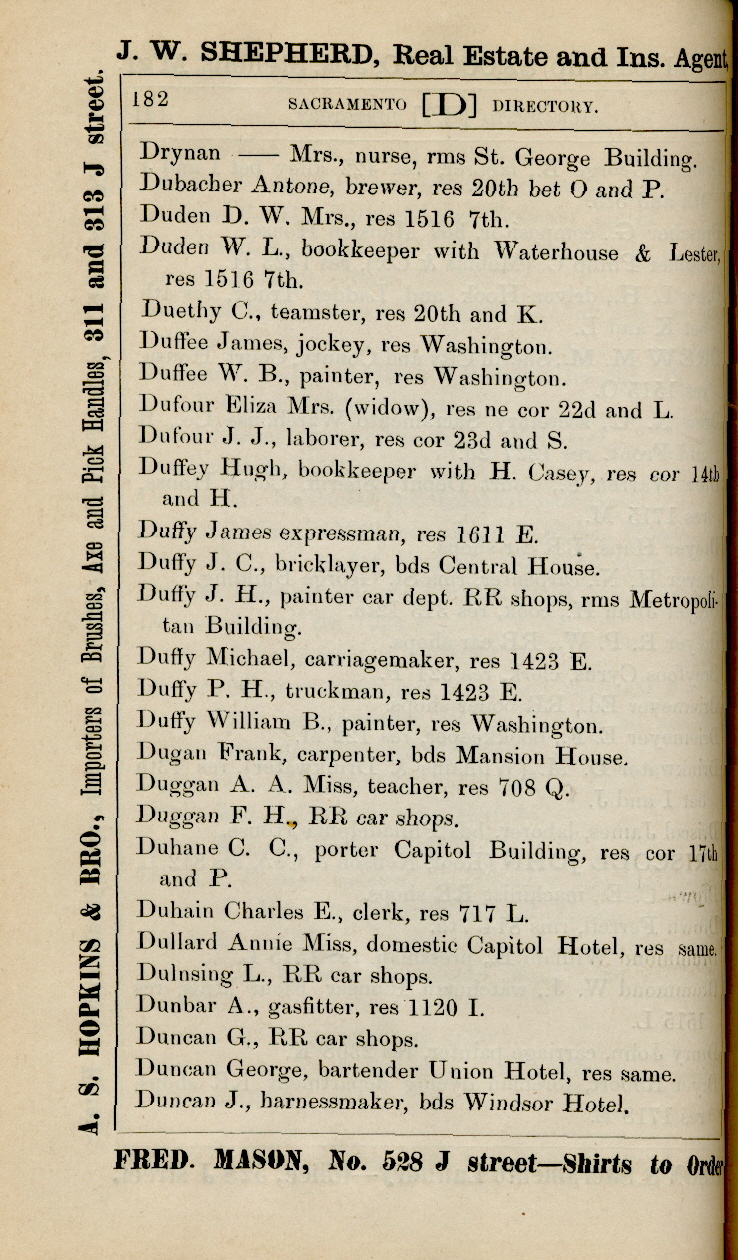 J. W. SHEPHERD, Real Estate and Ins. Agent,
182 SACRAMENTO [D] DIRECTORY.
Drynan —— Mrs., nurse, rms St. George Building.
Dubacher Antone, brewer, res 20th bet O and P.
Duden D. W. Mrs., res 1516 7th.
Duden W. L., bookkeeper with Waterhouse & Lester,
res 1516 7th.
Duethy C., teamster, res 20th and K.
Duffee James, jockey, res Washington.
Duffee W. B., painter, res Washington.
Dufour Eliza Mrs. (widow), res ne cor 22d and L.
Dufour J. J., laborer, res cor 23d and S.
Duffey Hugh, bookkeeper with H. Casey, res cor 14th
and H.
Duffy James expressman, res 1611 E.
Duffy J. C., bricklayer, bds Central House.
Duffy J. H., painter car dept. RR shops, rms Metropoli-
tan Building.
Duffy Michael, carriagemaker, res 1423 E.
Duffy P. H., truckman, res 1423 E.
Duffy William B., painter, res Washington.
Dugan Frank, carpenter, bds Mansion House.
Duggan A. A. Miss, teacher, res 708 Q.
Duggan F. H., RR car shops.
Duhane C. C., porter Capitol Building, res cor 17th
and P.
Duhain Charles E., clerk, res 717 L.
Dullard Annie Miss, domestic Capitol Hotel, res same.
Dulnsing L., RR car shops.
Dunbar A., gasfitter, res 1120 I.
Duncan G., RR car shops.
Duncan George, bartender Union Hotel, res same.
Duncan J., harnessmaker, bds Windsor Hotel.
FRED. MASON, No. 528 J street—Shirts to Order
A. S. HOPKINS & BRO., Importers of Brushes, Axe and Pick Handles, 311 and 313 J street.